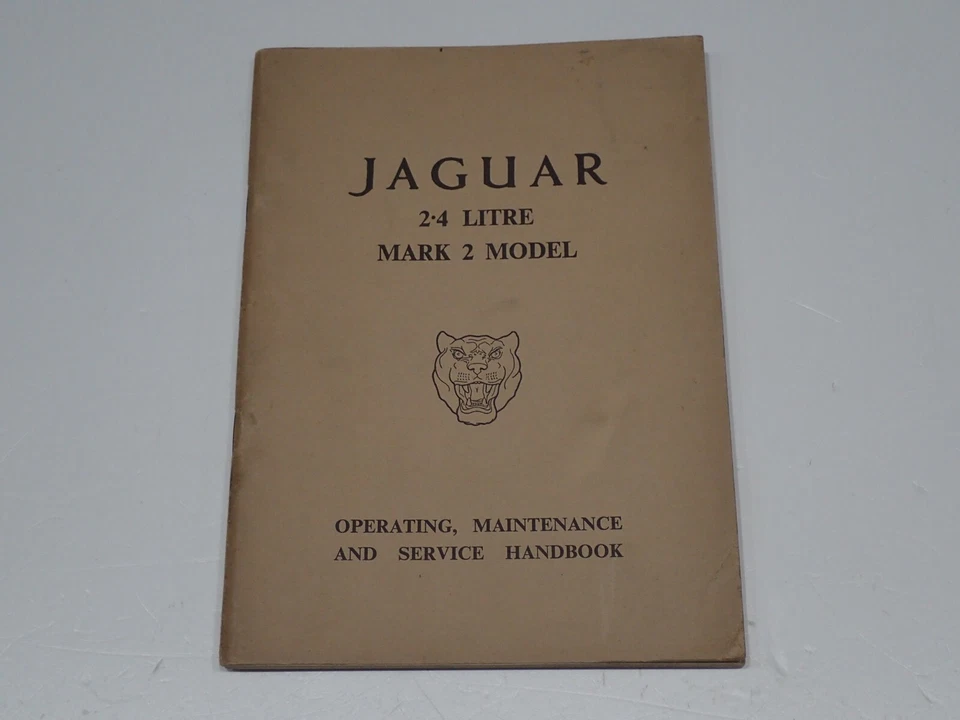 JAGUAR
2·4 LITRE
MARK 2 MODEL
OPERATING, MAINTENANCE
AND SERVICE HANDBOOK